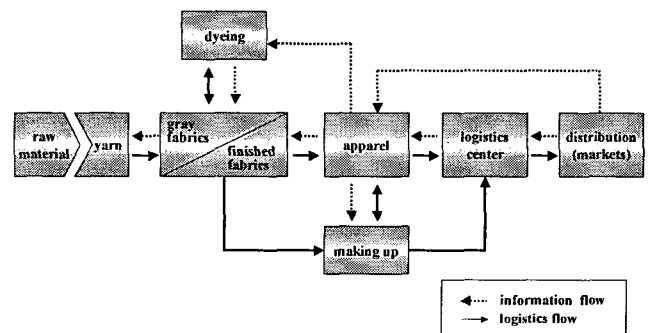 dyeing
raw
material
yarn
gray
fabrics
finished
fabrics
apparel
logistics
center
distribution
(markets)
making up
information flow
logistics flow